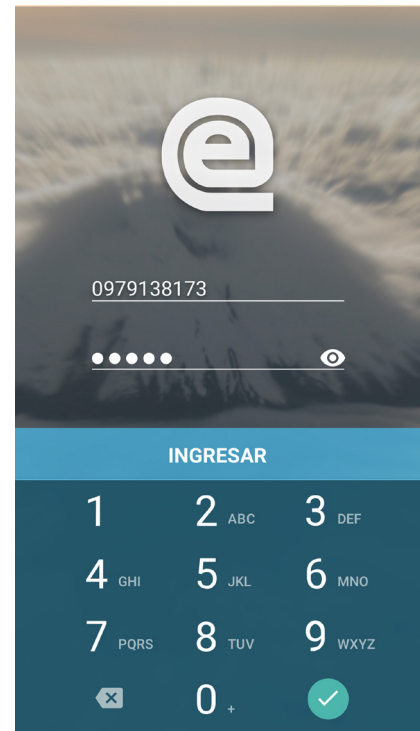 e
0979138173
●●●●●
INGRESAR
1 2 ABC 3 DEF
4 GHI 5 JKL 6 MNO
7 PQRS 8 TUV 9 WXYZ
0 +